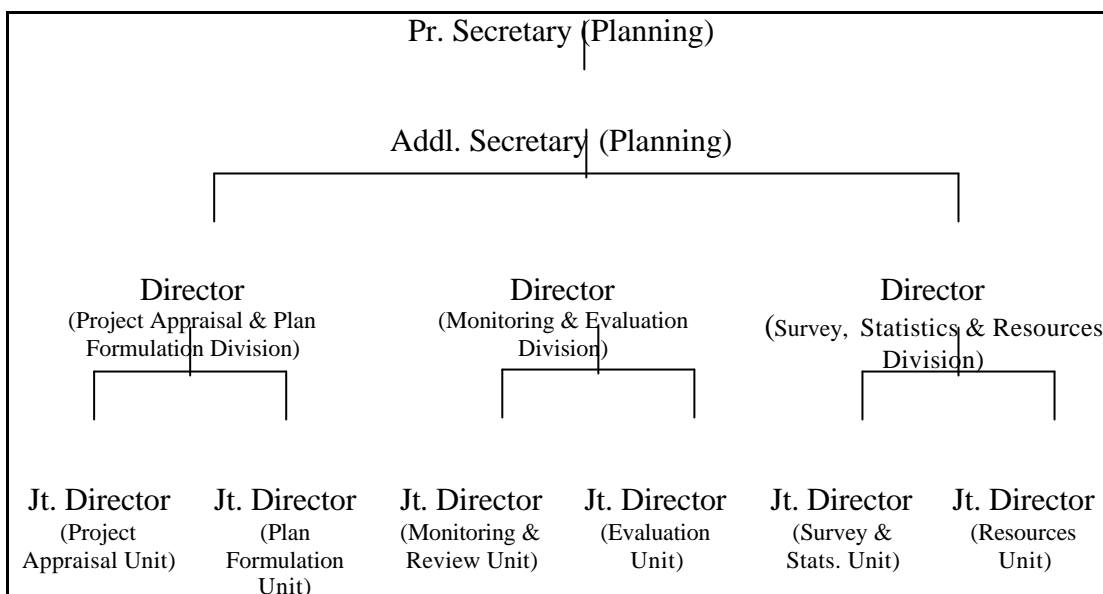 Pr. Secretary (Planning)
Addl. Secretary (Planning)
Director
(Project Appraisal & Plan
Formulation Division)
Director
(Monitoring & Evaluation
Division)
Director
(Survey, Statistics & Resources
Division)
Jt. Director
(Project
Appraisal Unit)
Jt. Director
(Plan
Formulation
Unit)
Jt. Director
(Monitoring &
Review Unit)
Jt. Director
(Evaluation
Unit)
Jt. Director
(Survey &
Stats. Unit)
Jt. Director
(Resources
Unit)